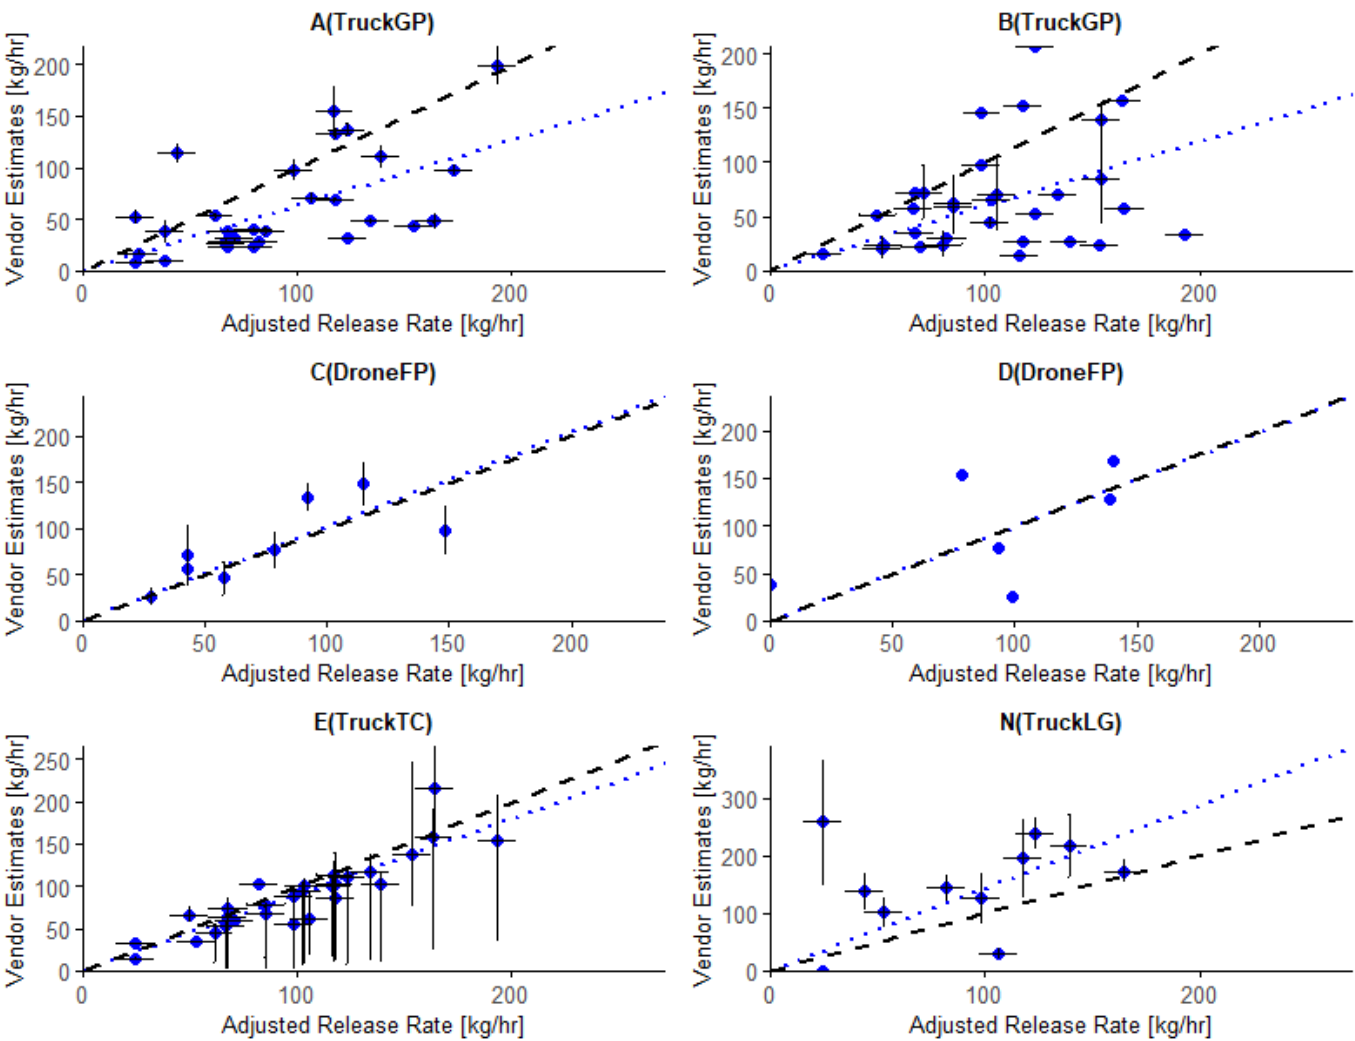 A(TruckGP)
Vendor Estimates [kg/hr]
200
150
100
50
0
0 100 200
Adjusted Release Rate [kg/hr]
B(TruckGP)
Vendor Estimates [kg/hr]
200
150
100
50
0
0 100 200
Adjusted Release Rate [kg/hr]
C(DroneFP)
Vendor Estimates [kg/hr]
200
150
100
50
0
0 50 100 150 200
Adjusted Release Rate [kg/hr]
D(DroneFP)
Vendor Estimates [kg/hr]
200
150
100
50
0
0 50 100 150 200
Adjusted Release Rate [kg/hr]
E(TruckTC)
Vendor Estimates [kg/hr]
250
200
150
100
50
0
0 100 200
Adjusted Release Rate [kg/hr]
N(TruckLG)
Vendor Estimates [kg/hr]
300
200
100
0
0 100 200
Adjusted Release Rate [kg/hr]